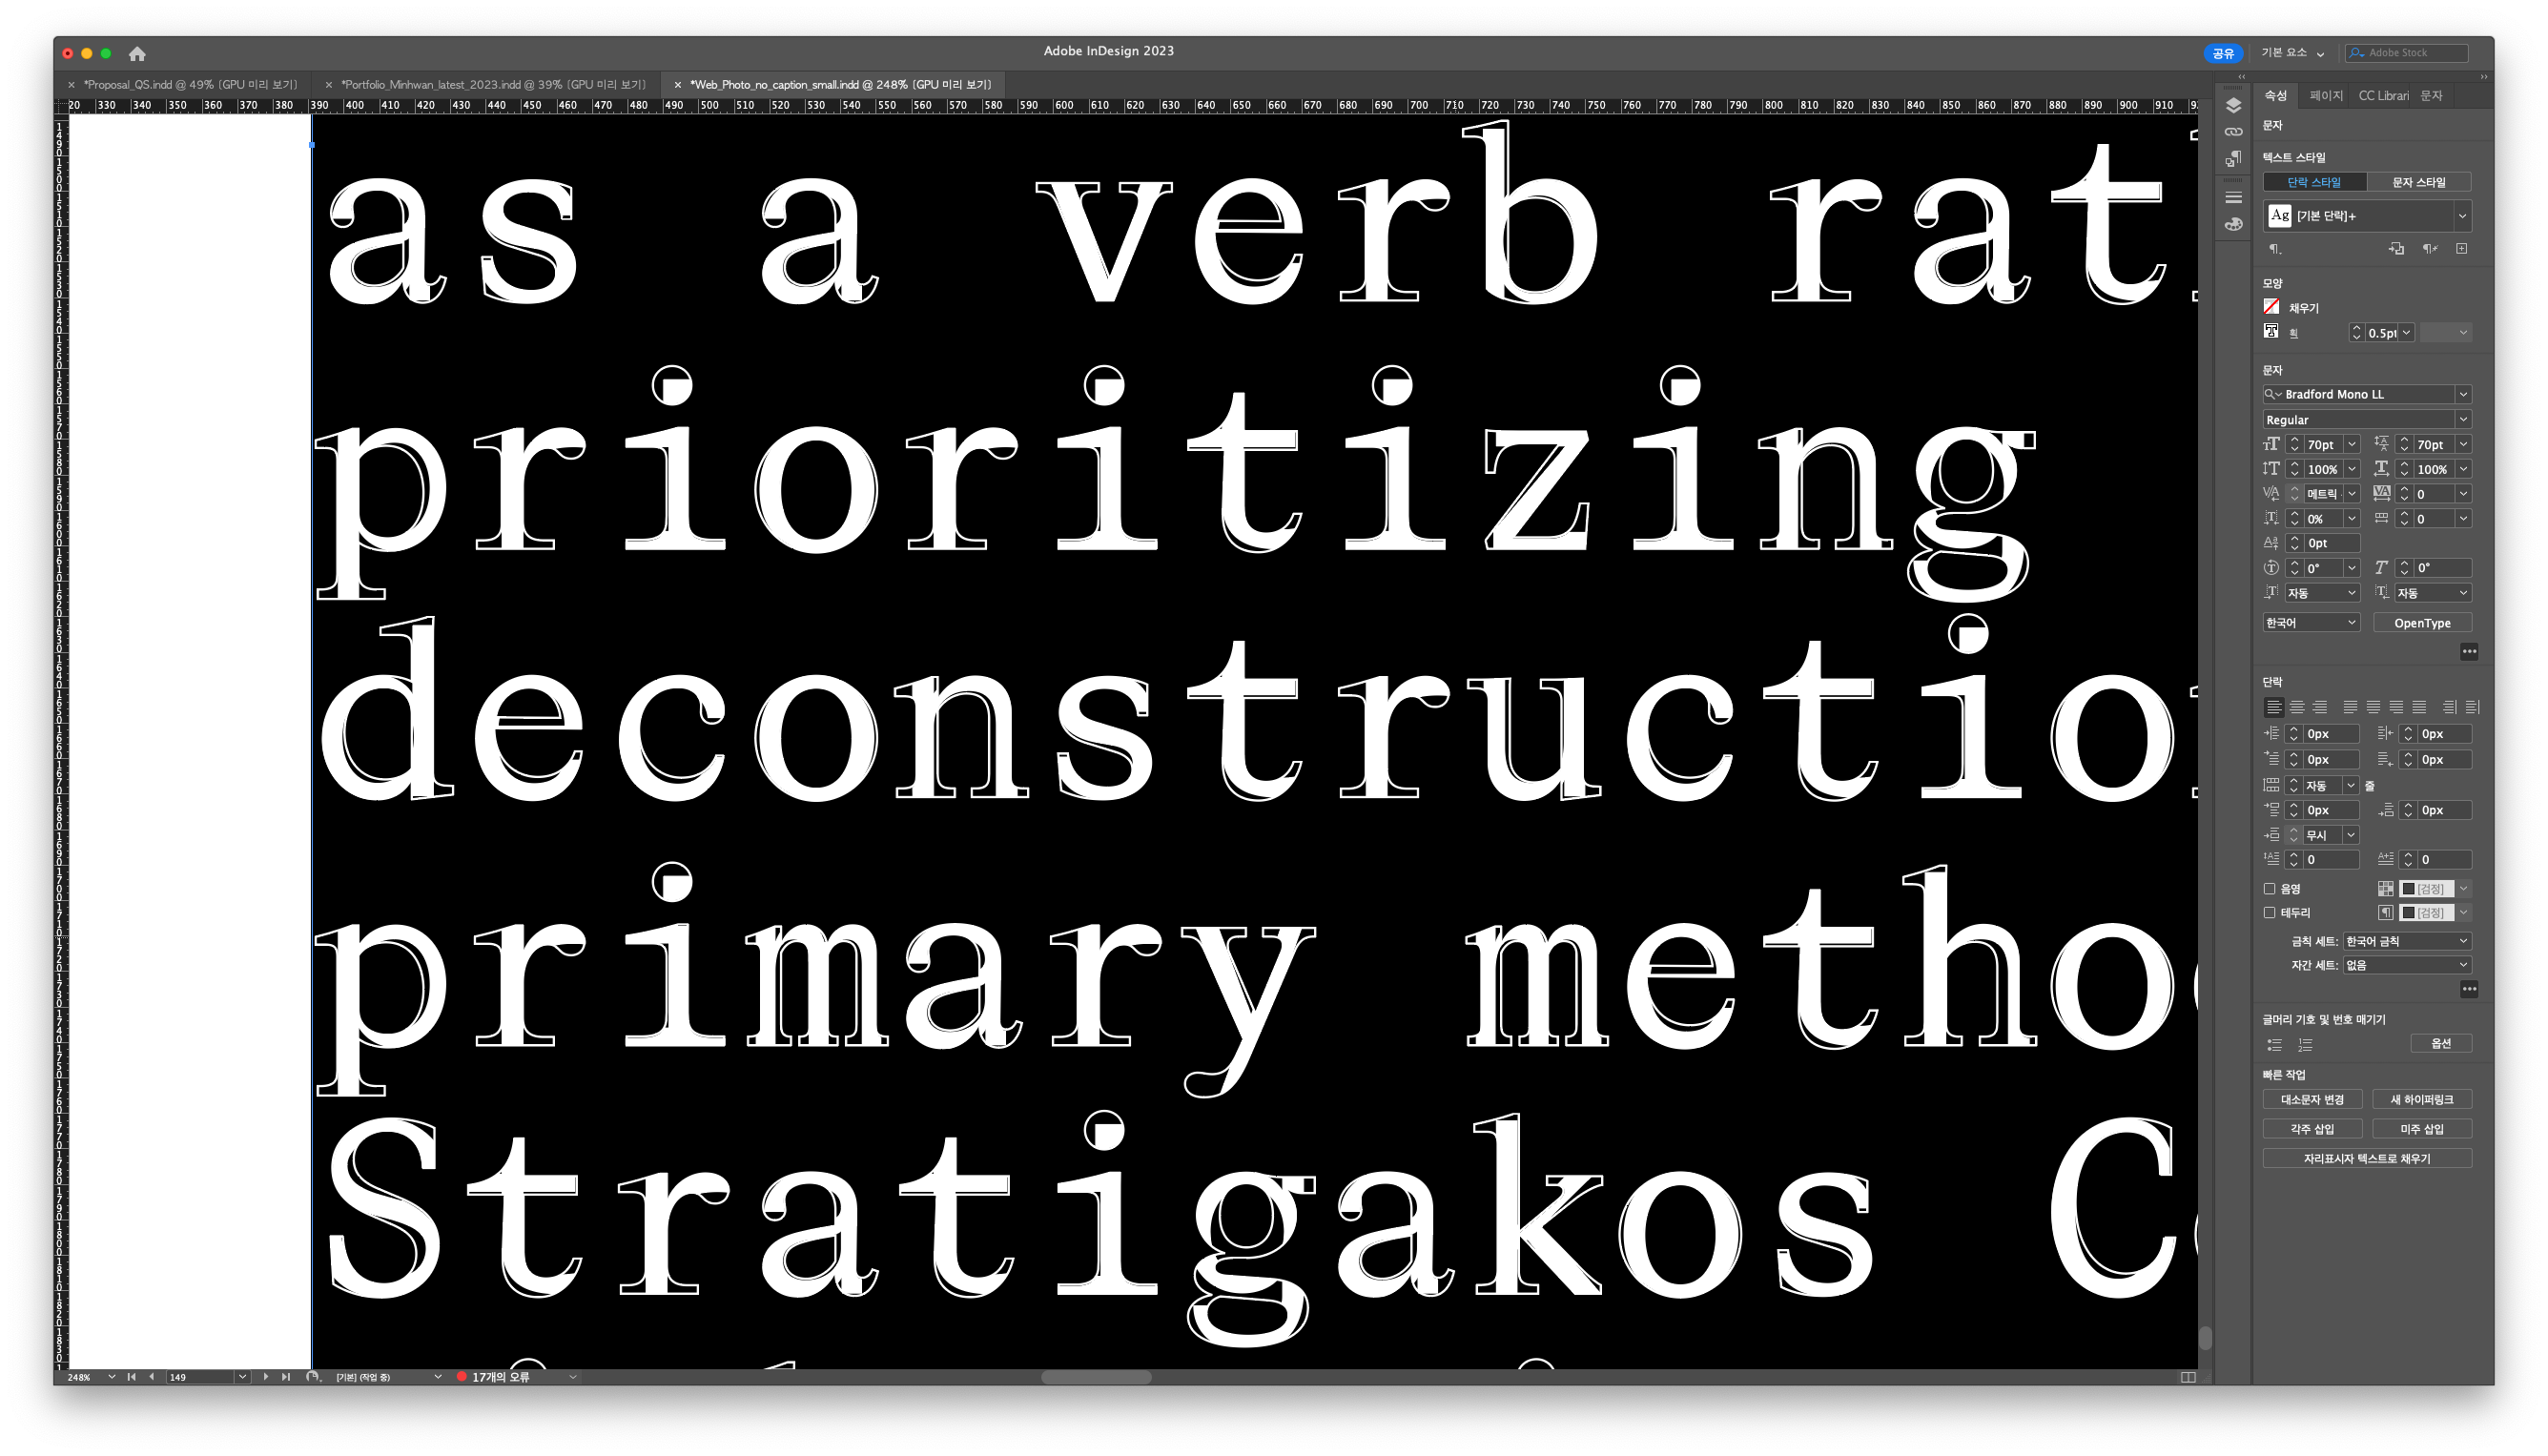 Adobe InDesign 2023
공유
기본 요소
Adobe Stock
*Proposal_QS.indd @ 49% [GPU 미리 보기]
*Portfolio_Minhwan_latest_2023.indd @ 39% [GPU 미리 보기]
*Web_Photo_no_caption_small.indd @ 248% [GPU 미리 보기]
20 330 340 350 360 370 380 390 400 410 420 430 440 450 460 470 480 490 500 510 520 530 540 550 560 570 580 590 600 610 620 630 640 650 660 670 680 690 700 710 720 730 740 750 760 770 780 790 800 810 820 830 840 850 860 870 880 890 900 910
as a verb rat
prioritizing
deconstructio
primary metho
Stratigakos C
속성 페이지 CC Librari 문자
문자
텍스트 스타일
단락 스타일 문자 스타일
Ag [기본 단락]+
모양
채우기
획 0.5pt
문자
Bradford Mono LL
Regular
70pt 70pt
100% 100%
메트릭 0
0% 0
0pt
0° 0°
자동 자동
한국어 OpenType
단락
0px 0px
0px 0px
자동 줄
0px 0px
무시
0 0
음영 [검정]
테두리 [검정]
금칙 세트: 한국어 금칙
자간 세트: 없음
글머리 기호 및 번호 매기기
옵션
빠른 작업
대소문자 변경 새 하이퍼링크
각주 삽입 미주 삽입
자리표시자 텍스트로 채우기
248% 149 [기본] (작업 중) 17개의 오류